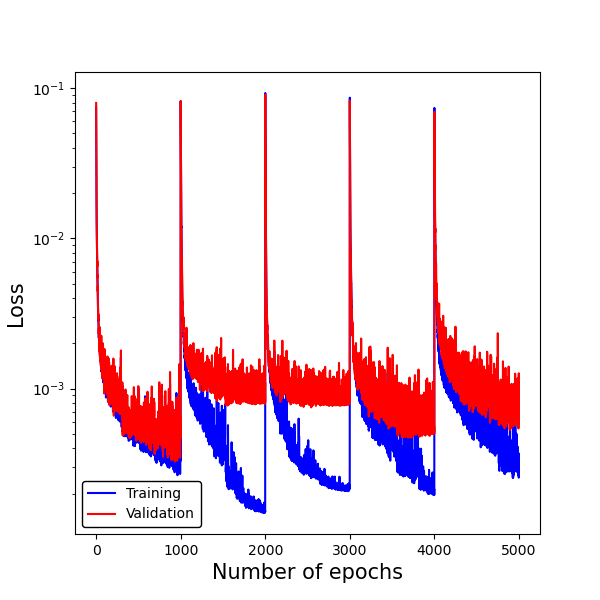 10⁻¹
10⁻²
10⁻³
Loss
Training
Validation
0 1000 2000 3000 4000 5000
Number of epochs